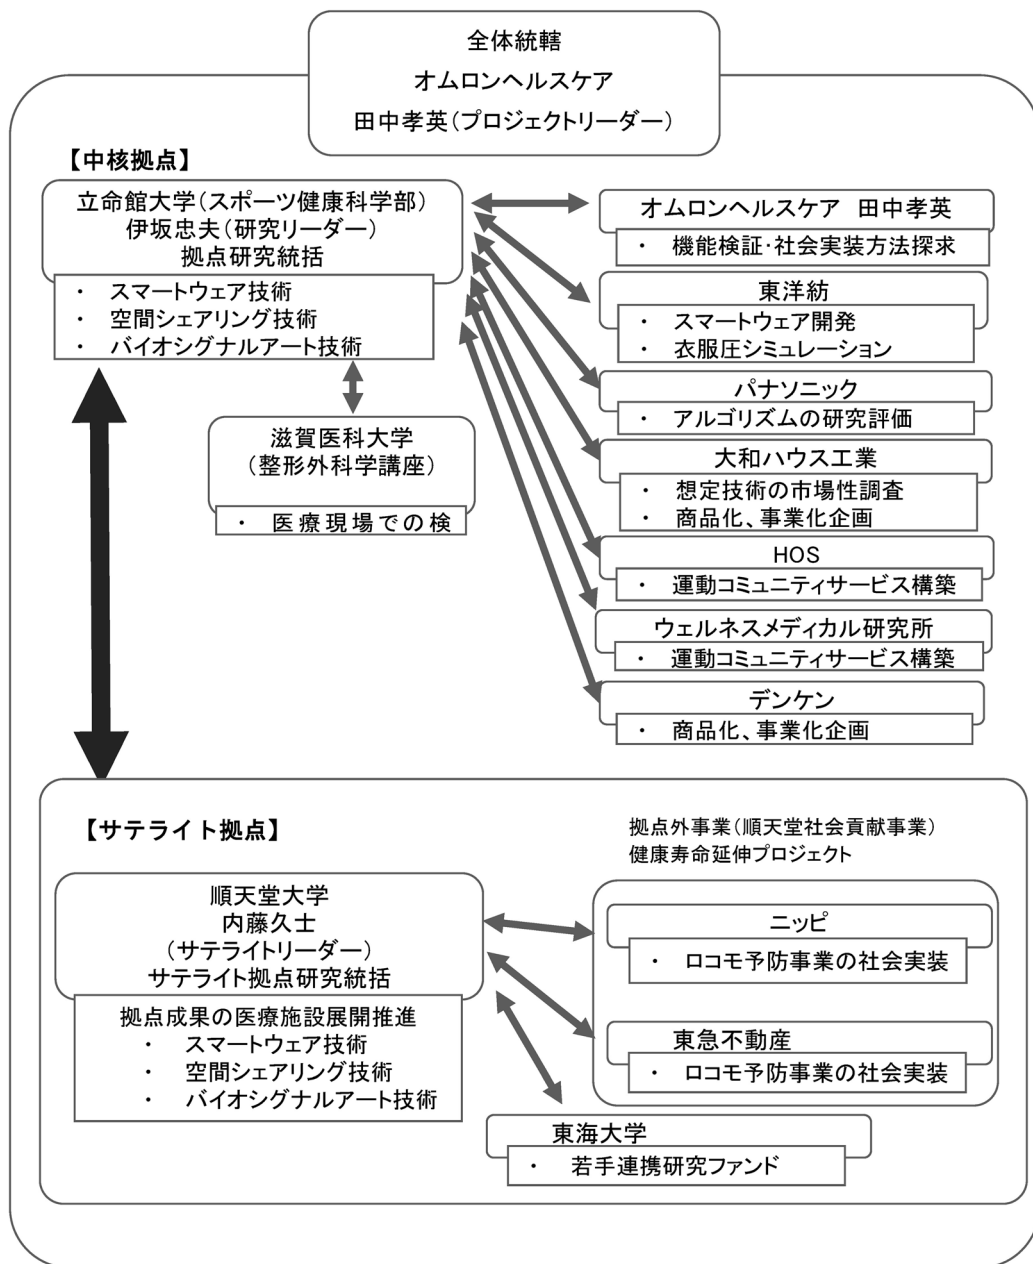 全体統轄
オムロンヘルスケア
田中孝英(プロジェクトリーダー)
【中核拠点】
立命館大学(スポーツ健康科学部)
伊坂忠夫(研究リーダー)
拠点研究統括
・ スマートウェア技術
・ 空間シェアリング技術
・ バイオシグナルアート技術
滋賀医科大学
(整形外科学講座)
・ 医療現場での検
オムロンヘルスケア 田中孝英
・ 機能検証・社会実装方法探求
東洋紡
・ スマートウェア開発
・ 衣服圧シミュレーション
パナソニック
・ アルゴリズムの研究評価
大和ハウス工業
・ 想定技術の市場性調査
・ 商品化、事業化企画
HOS
・ 運動コミュニティサービス構築
ウェルネスメディカル研究所
・ 運動コミュニティサービス構築
デンケン
・ 商品化、事業化企画
【サテライト拠点】
順天堂大学
内藤久士
(サテライトリーダー)
サテライト拠点研究統括
拠点成果の医療施設展開推進
・ スマートウェア技術
・ 空間シェアリング技術
・ バイオシグナルアート技術
拠点外事業(順天堂社会貢献事業)
健康寿命延伸プロジェクト
ニッピ
・ ロコモ予防事業の社会実装
東急不動産
・ ロコモ予防事業の社会実装
東海大学
・ 若手連携研究ファンド